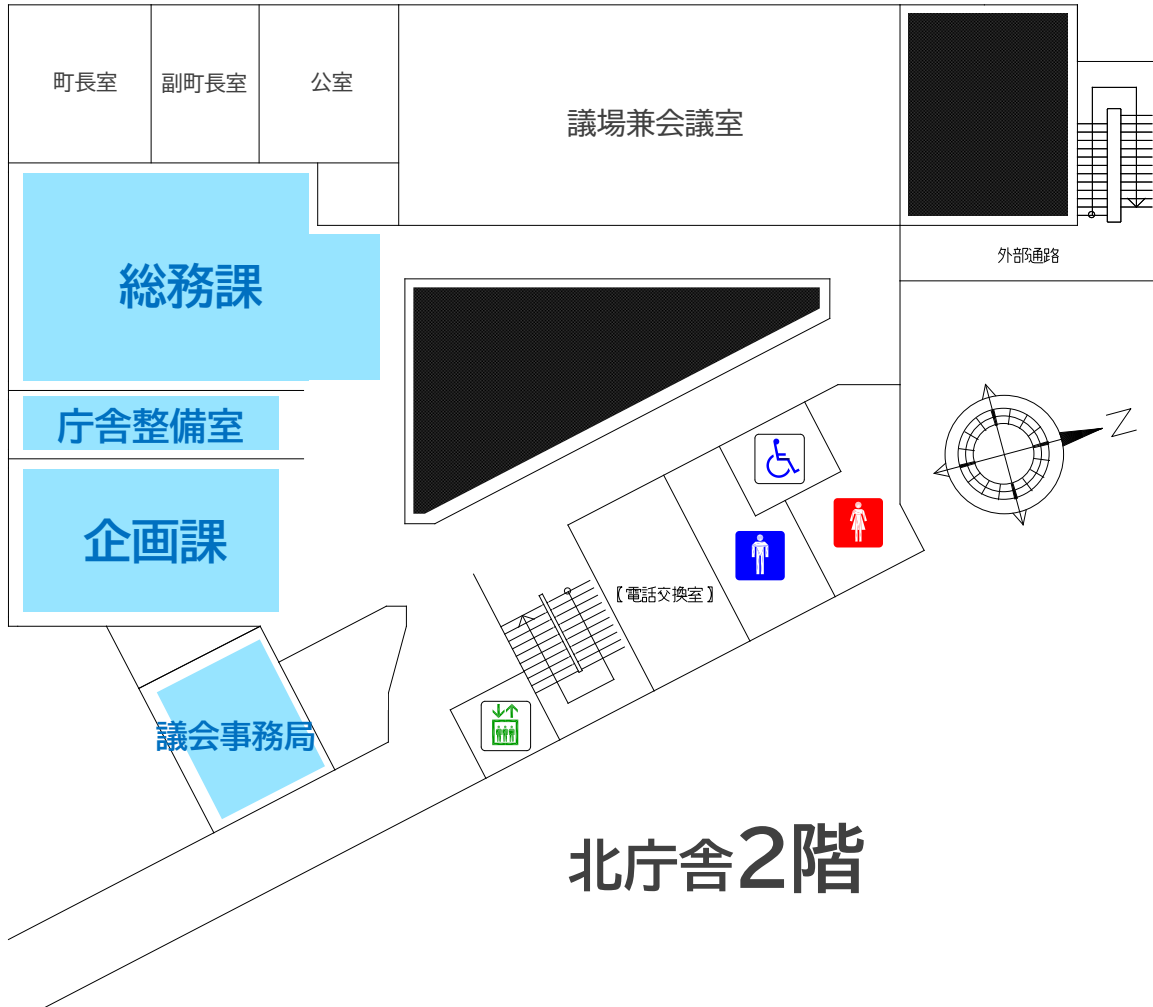 町長室
副町長室
公室
議場兼会議室
外部通路
総務課
庁舎整備室
企画課
N
【電話交換室】
議会事務局
北庁舎2階